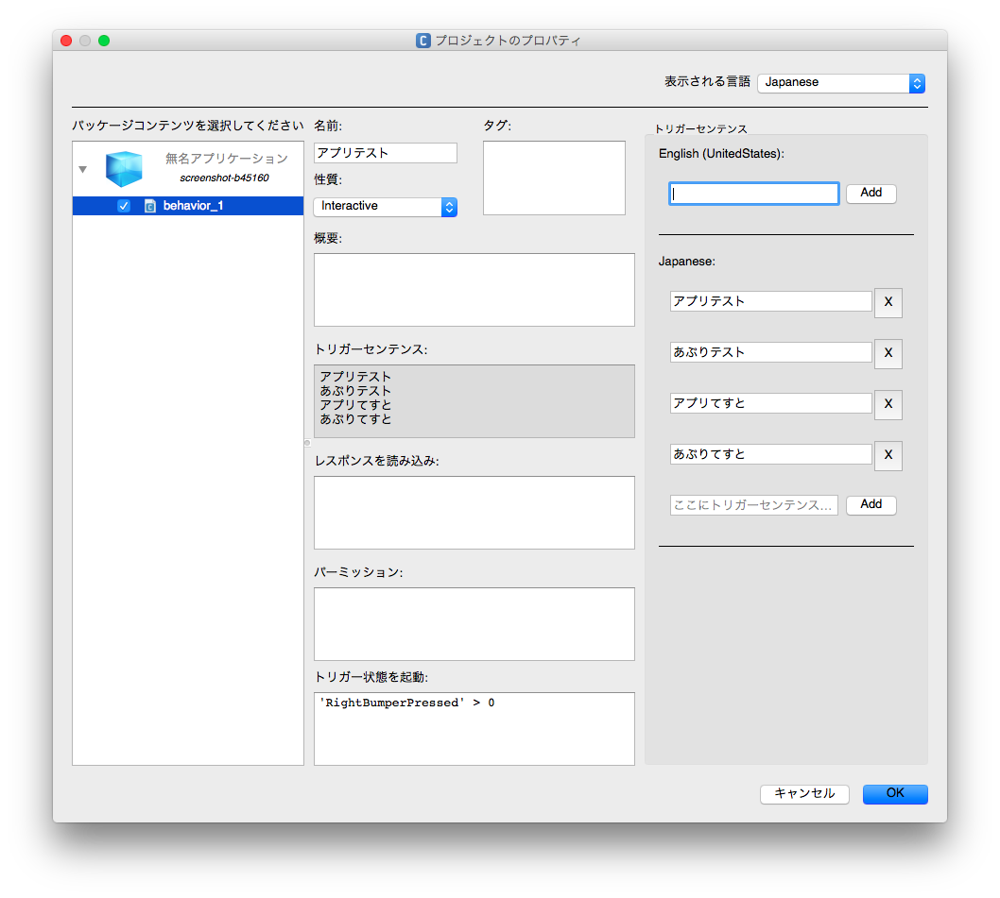 プロジェクトのプロパティ
表示される言語
Japanese
パッケージコンテンツを選択してください
無名アプリケーション
screenshot-b45160
behavior_1
名前:
アプリテスト
性質:
Interactive
タグ:
概要:
トリガーセンテンス:
アプリテスト
あぷりテスト
アプリてすと
あぷりてすと
レスポンスを読み込み:
パーミッション:
トリガー状態を起動:
'RightBumperPressed' > 0
トリガーセンテンス
English (UnitedStates):
Add
Japanese:
アプリテスト
X
あぷりテスト
X
アプリてすと
X
あぷりてすと
X
ここにトリガーセンテンス...
Add
キャンセル
OK